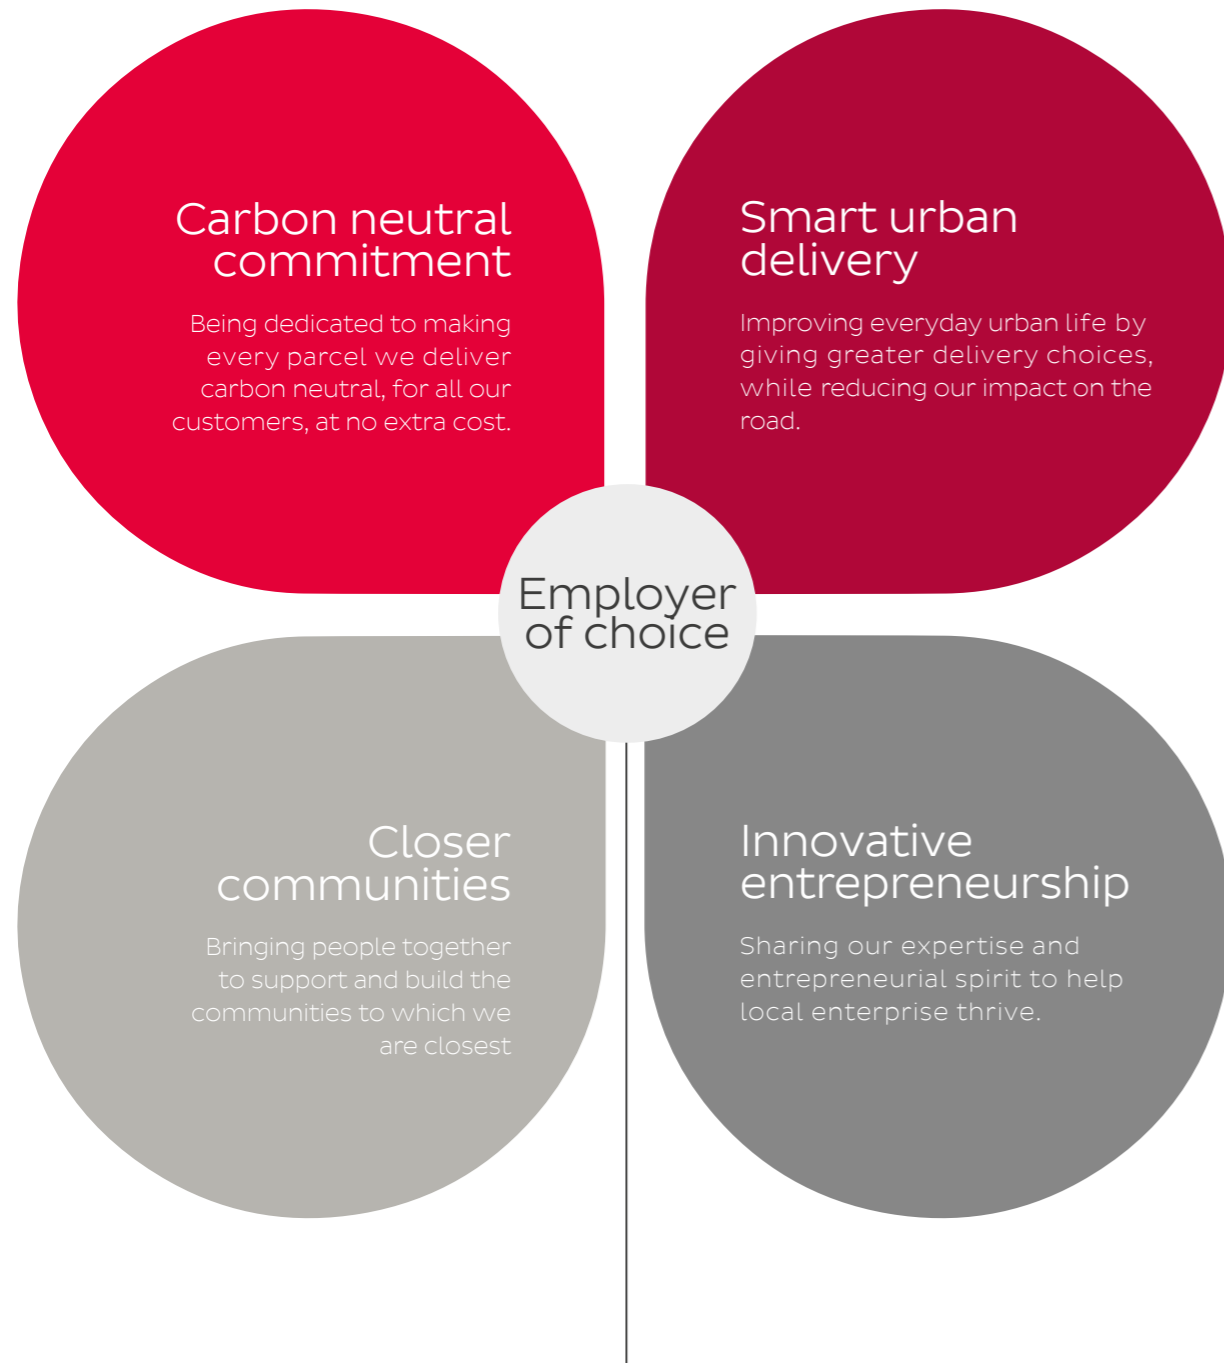 Carbon neutral
commitment
Being dedicated to making
every parcel we deliver
carbon neutral, for all our
customers, at no extra cost.
Smart urban
delivery
Improving everyday urban life by
giving greater delivery choices,
while reducing our impact on the
road.
Employer
of choice
Closer
communities
Bringing people together
to support and build the
communities to which we
are closest
Innovative
entrepreneurship
Sharing our expertise and
entrepreneurial spirit to help
local enterprise thrive.